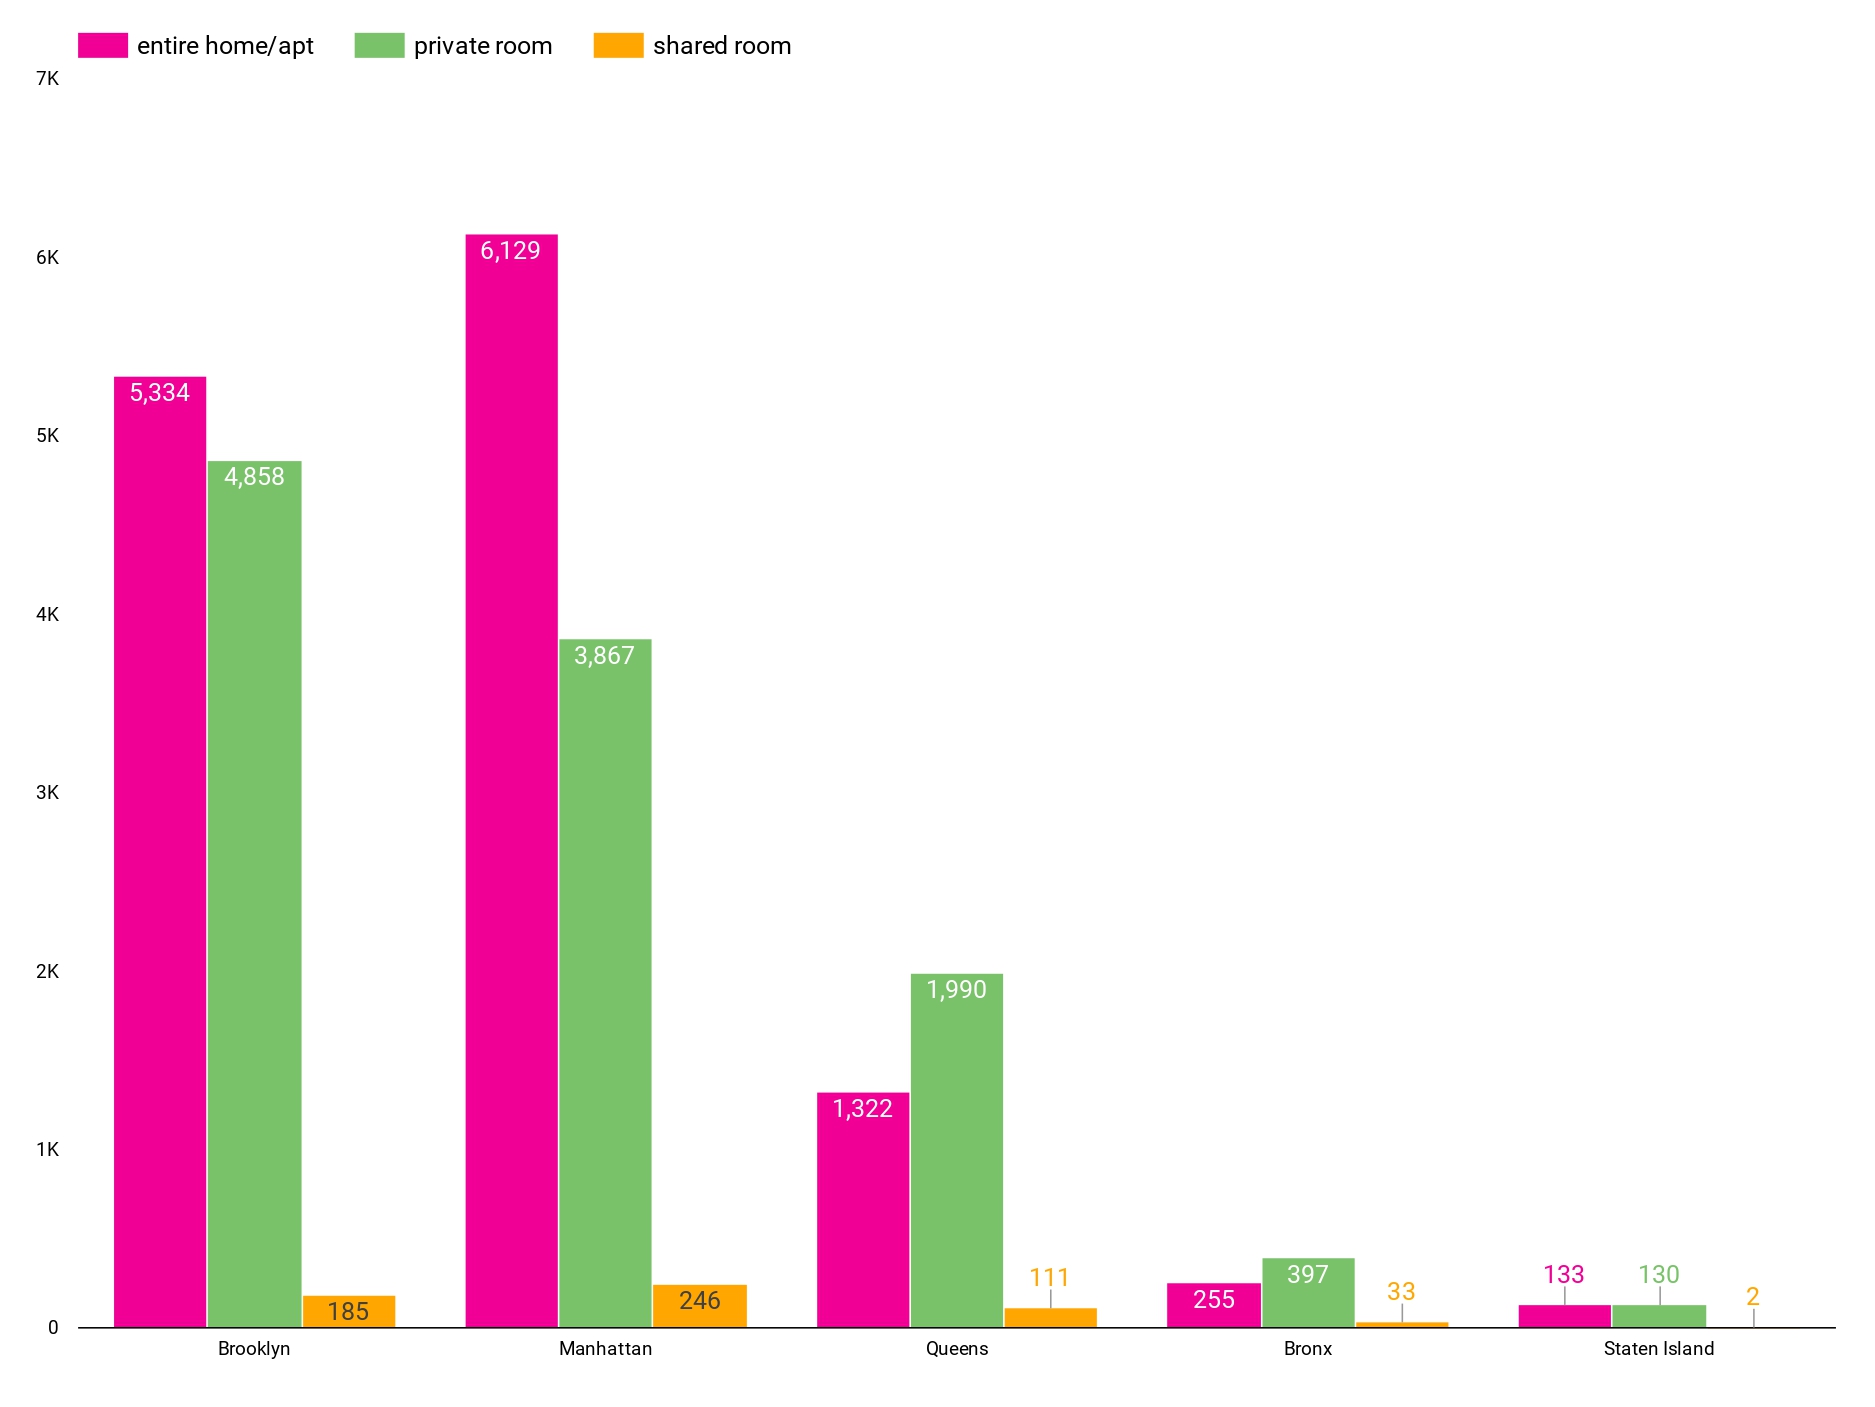 entire home/apt private room shared room
7K
6K
5K
4K
3K
2K
1K
0
5,334
4,858
185
6,129
3,867
246
1,322
1,990
111
255
397
33
133
130
2
Brooklyn Manhattan Queens Bronx Staten Island